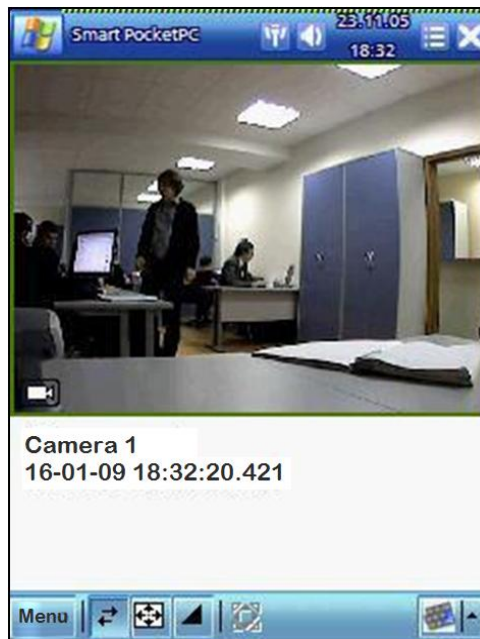 Smart PocketPC
23.11.05
18:32
Camera 1
16-01-09 18:32:20.421
Menu